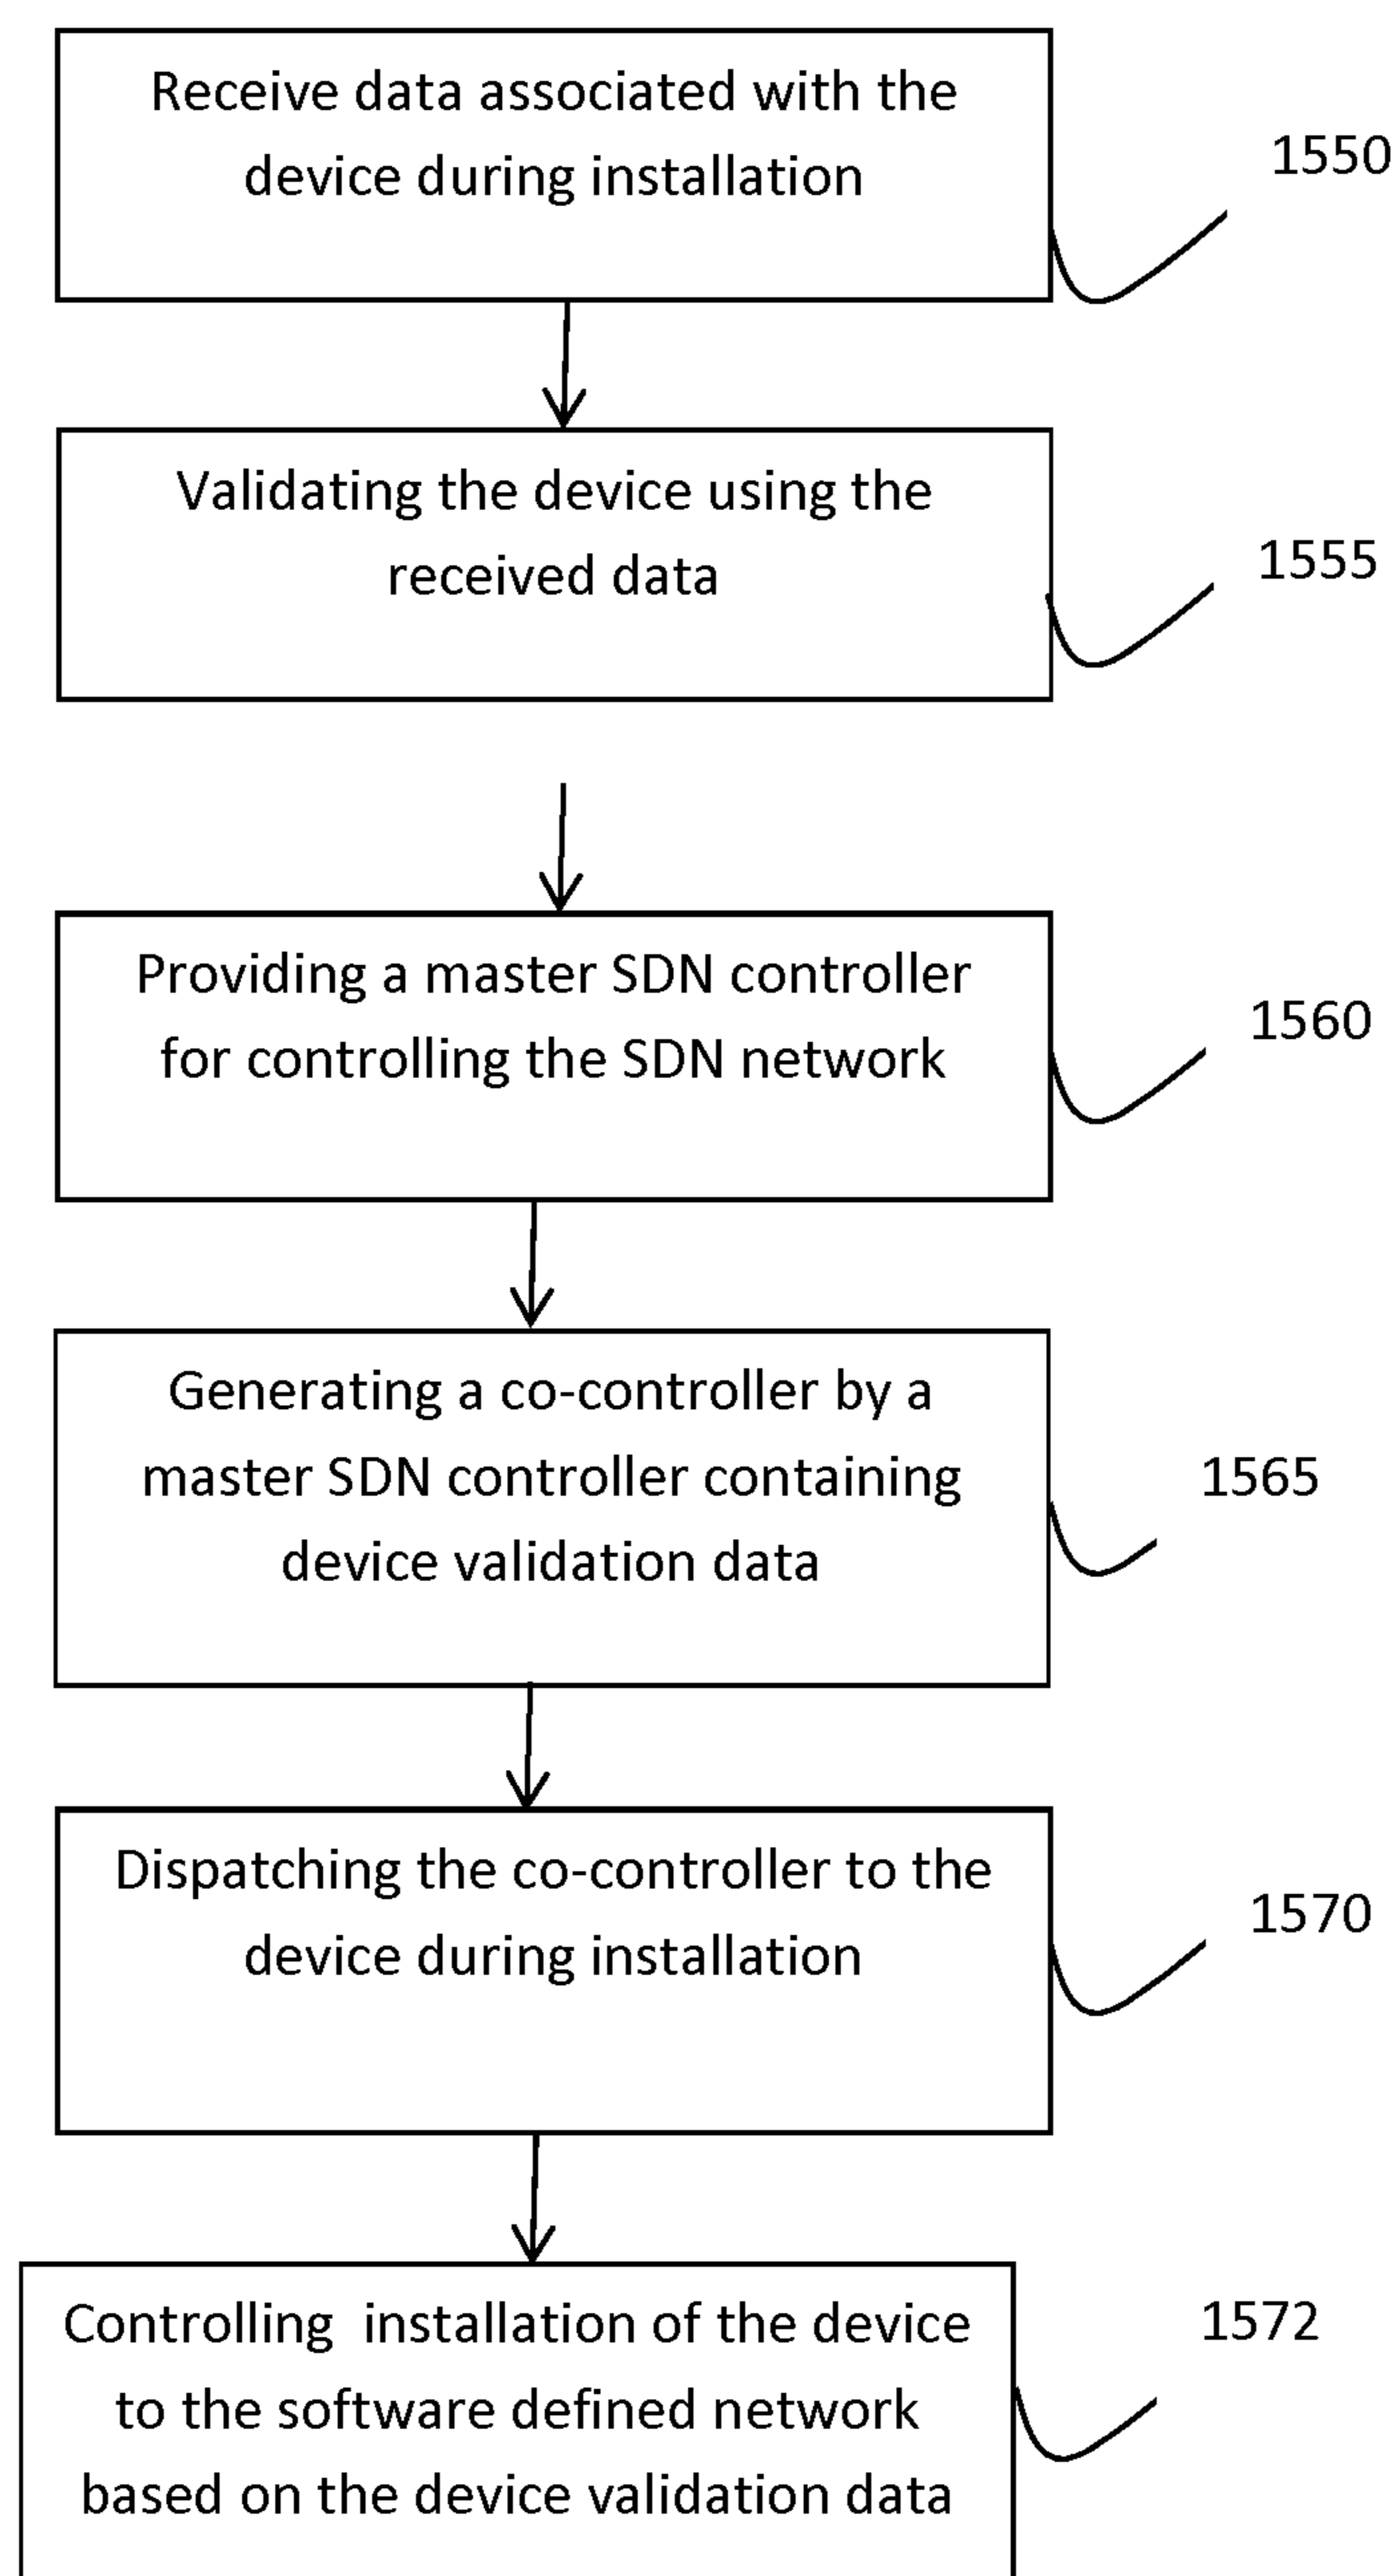 Receive data associated with the
device during installation
1550
Validating the device using the
received data
1555
Providing a master SDN controller
for controlling the SDN network
1560
Generating a co-controller by a
master SDN controller containing
device validation data
1565
Dispatching the co-controller to the
device during installation
1570
Controlling  installation of the device
to the software defined network
based on the device validation data
1572